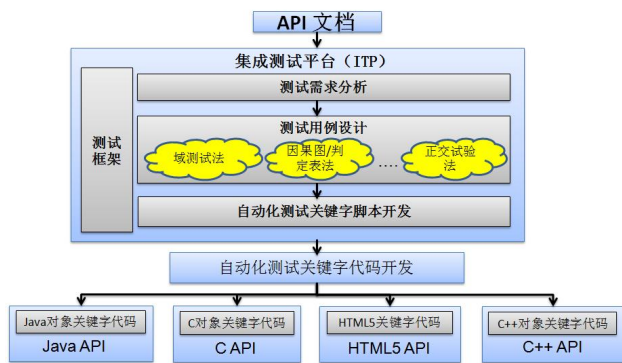 API 文档
集成测试平台（ITP）
测试需求分析
测试
框架
测试用例设计
域测试法
因果图/判
定表法
....
正交试验
法
自动化测试关键字脚本开发
自动化测试关键字代码开发
Java对象关键字代码
Java API
C对象关键字代码
C API
HTML5关键字代码
HTML5 API
C++对象关键字代码
C++ API